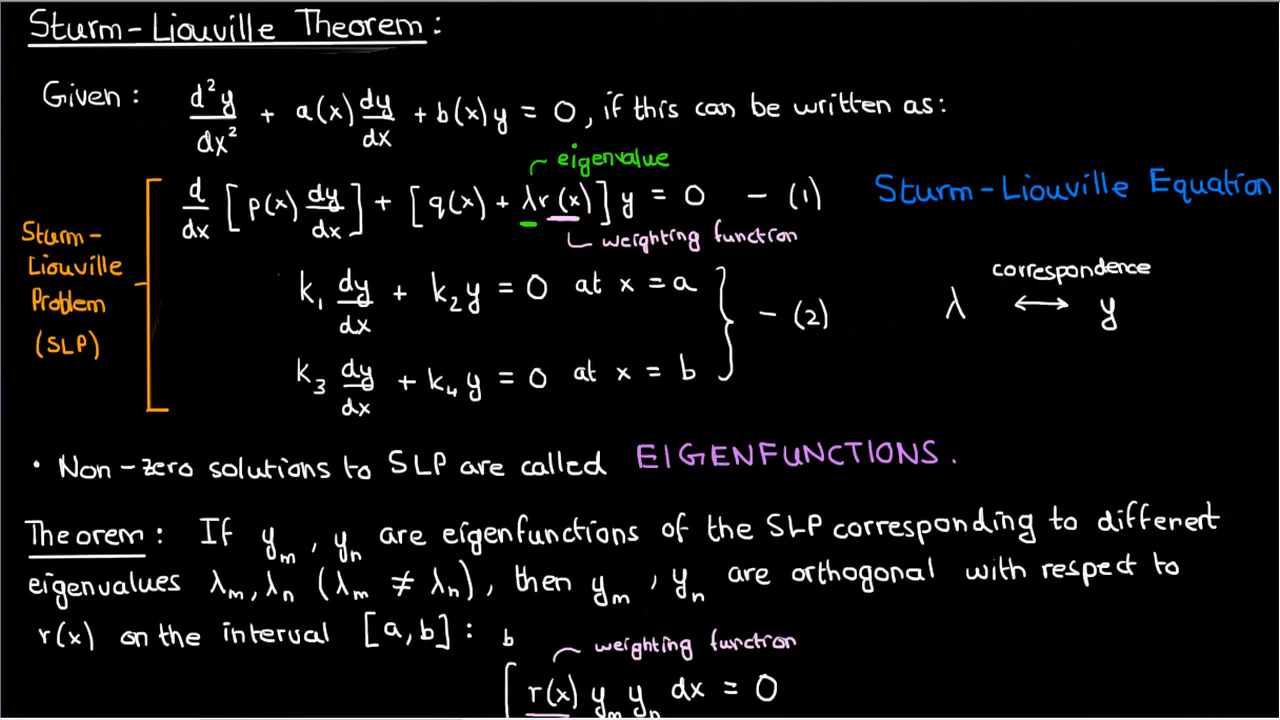 Sturm-Liouville Theorem:
Given: d²y/dx² + a(x) dy/dx + b(x)y = 0, if this can be written as:
eigenvalue
d/dx [p(x) dy/dx] + [q(x) + λr(x)] y = 0 - (1) Sturm-Liouville Equation
weighting function
Sturm-
Liouville
Problem
(SLP)
k₁ dy/dx + k₂y = 0 at x = a
k₃ dy/dx + k₄y = 0 at x = b
- (2)
correspondence
λ ⟷ y
• Non-zero solutions to SLP are called EIGENFUNCTIONS.
Theorem: If yₘ, yₙ are eigenfunctions of the SLP corresponding to different
eigenvalues λₘ, λₙ (λₘ ≠ λₙ), then yₘ, yₙ are orthogonal with respect to
r(x) on the interval [a,b]:
weighting function
∫ᵇ r(x) yₘ yₙ dx = 0